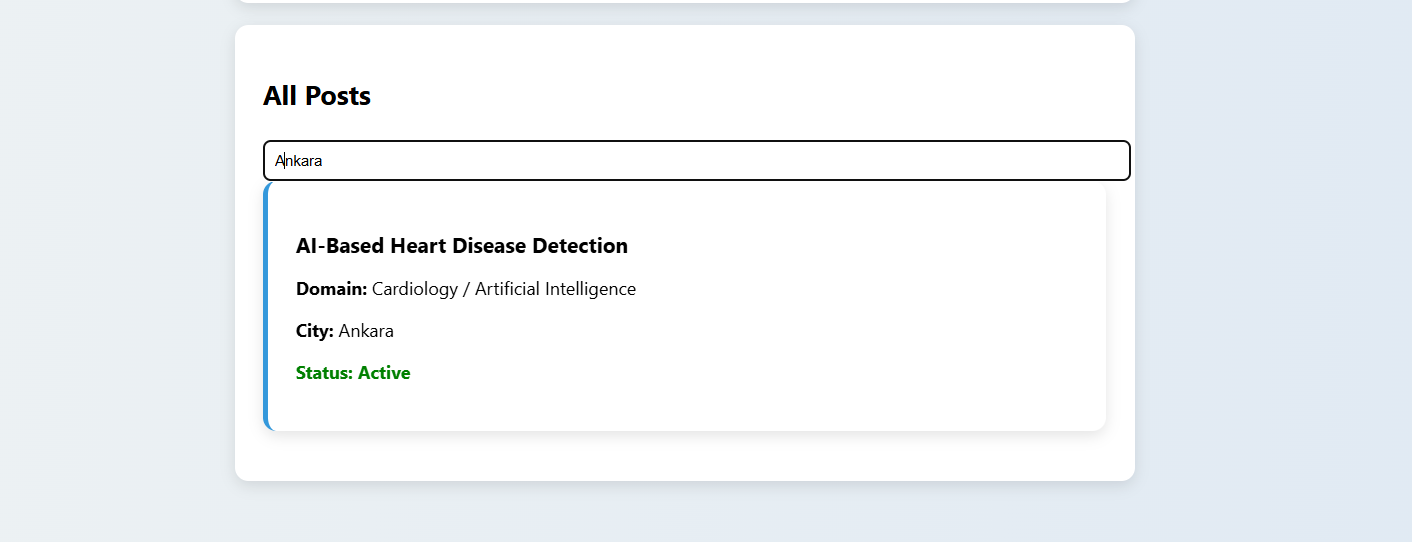 All Posts
Ankara
AI-Based Heart Disease Detection
Domain: Cardiology / Artificial Intelligence
City: Ankara
Status: Active